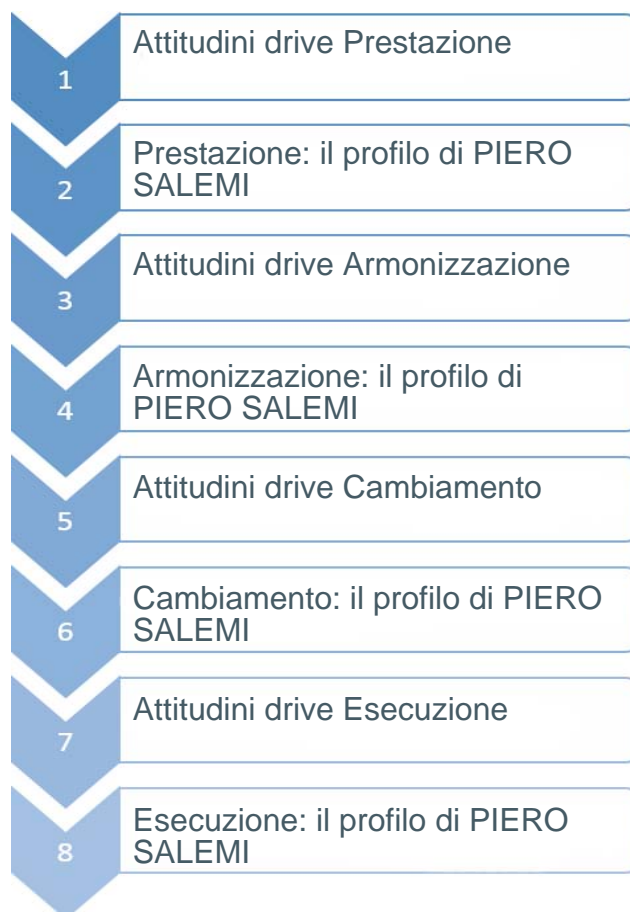 1
Attitudini drive Prestazione
2
Prestazione: il profilo di PIERO
SALEMI
3
Attitudini drive Armonizzazione
4
Armonizzazione: il profilo di
PIERO SALEMI
5
Attitudini drive Cambiamento
6
Cambiamento: il profilo di PIERO
SALEMI
7
Attitudini drive Esecuzione
8
Esecuzione: il profilo di PIERO
SALEMI